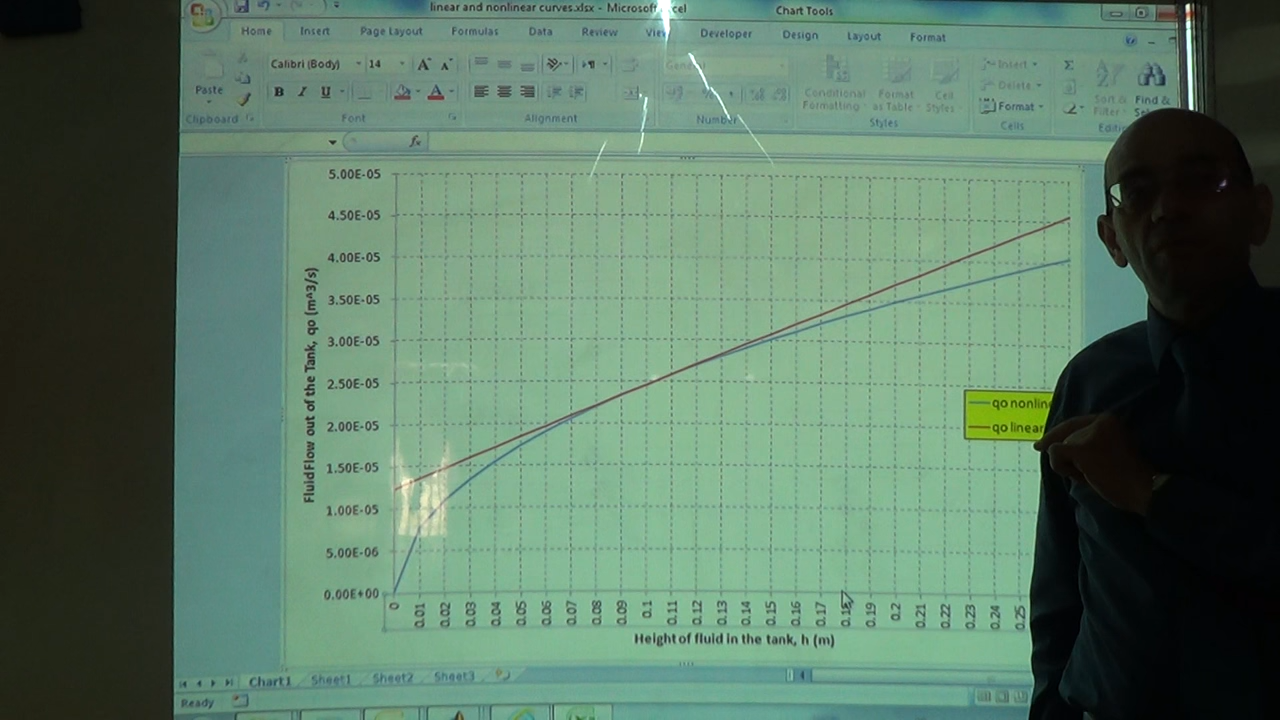 linear and nonlinear curves.xlsx - Microsoft Excel Chart Tools
Home Insert Page Layout Formulas Data Review View Developer Design Layout Format
Calibri (Body) 14 A A General Insert Σ
Paste B I U A Conditional Formatting Format as Table Cell Styles Delete Format Sort & Filter Find &
Clipboard Font Alignment Number Styles Cells
fx
5.00E-05
4.50E-05
4.00E-05
3.50E-05
3.00E-05
2.50E-05
2.00E-05
1.50E-05
1.00E-05
5.00E-06
0.00E+00
Fluid Flow out of the Tank, qo (m^3/s)
qo nonlin
qo linear
0 0.01 0.02 0.03 0.04 0.05 0.06 0.07 0.08 0.09 0.1 0.11 0.12 0.13 0.14 0.15 0.16 0.17 0.18 0.19 0.2 0.21 0.22 0.23 0.24 0.25
Height of fluid in the tank, h (m)
Chart1 Sheet1 Sheet2 Sheet3
Ready